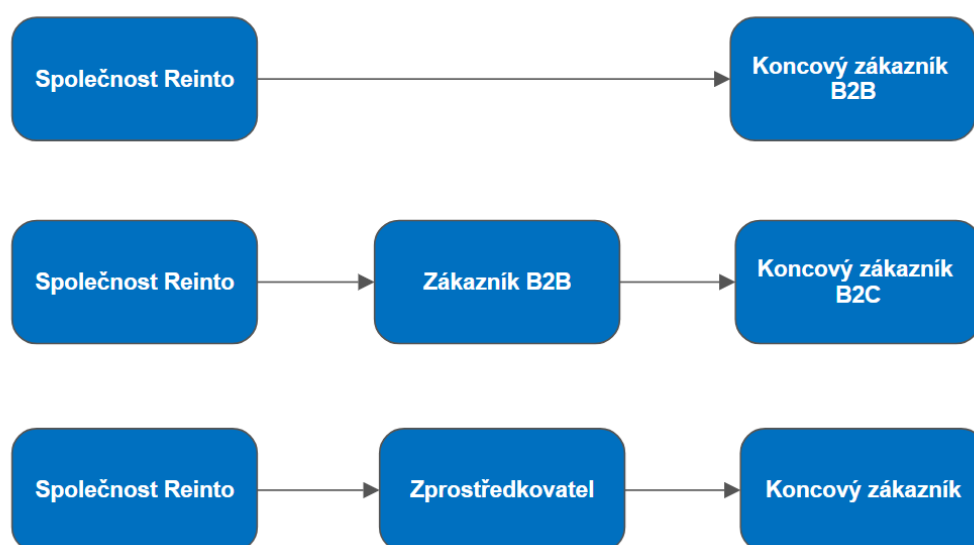 Společnost Reinto
Koncový zákazník
B2B
Společnost Reinto
Zákazník B2B
Koncový zákazník
B2C
Společnost Reinto
Zprostředkovatel
Koncový zákazník